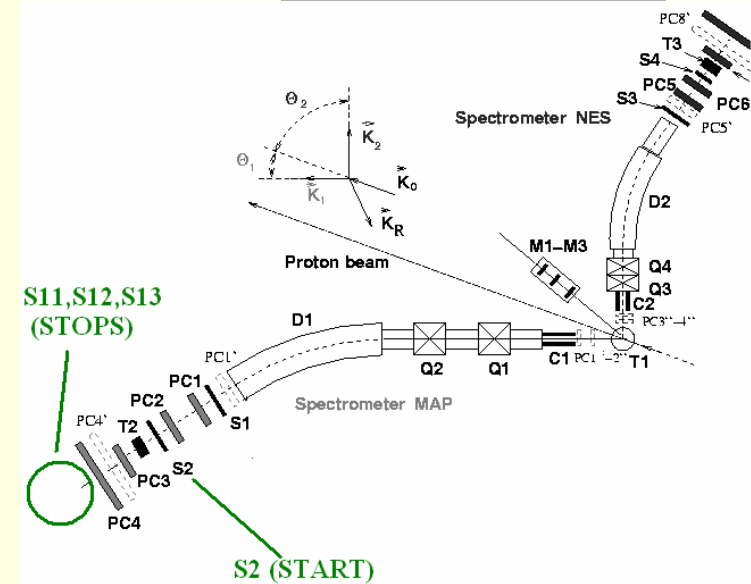 PC8`
T3
S4
PC5
S3
PC6
PC5`
Spectrometer NES
Θ2
K2
Θ1
K1
K0
KR
D2
Proton beam
M1–M3
Q4
Q3
C2
PC3``–4``
T1
S11,S12,S13
(STOPS)
D1
PC1`
Q2
Q1
C1
PC1``–2``
PC1
PC2
S1
Spectrometer MAP
PC4`
T2
S2
PC3
PC4
S2 (START)